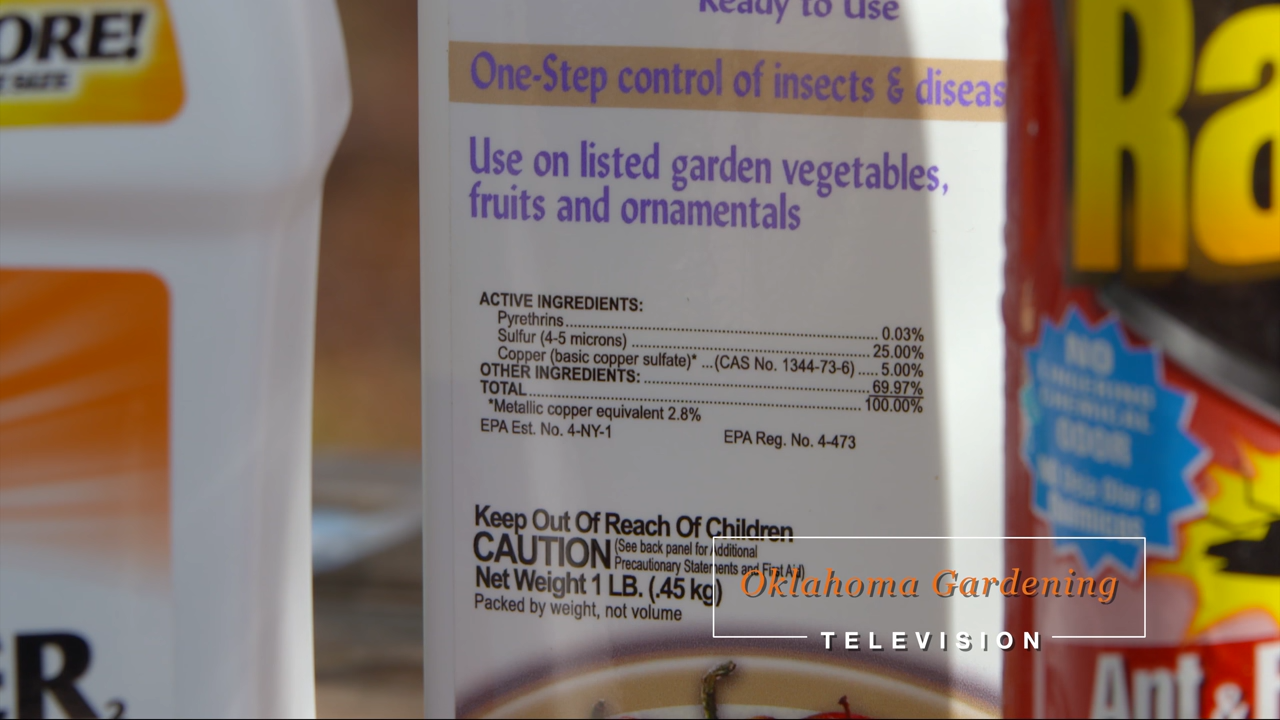 ORE!
Ready to Use
One-Step control of insects & diseas
Use on listed garden vegetables,
fruits and ornamentals
ACTIVE INGREDIENTS:
Pyrethrins 0.03%
Sulfur (4-5 microns) 25.00%
Copper (basic copper sulfate)* ...(CAS No. 1344-73-6) ..... 5.00%
OTHER INGREDIENTS: 69.97%
TOTAL 100.00%
*Metallic copper equivalent 2.8%
EPA Est. No. 4-NY-1 EPA Reg. No. 4-473
Keep Out Of Reach Of Children
CAUTION (See back panel for Additional
Precautionary Statements and First Aid)
Net Weight 1 LB. (.45 kg)
Packed by weight, not volume
ER
Ra
NO
ODOR
Ant &
Oklahoma Gardening
TELEVISION